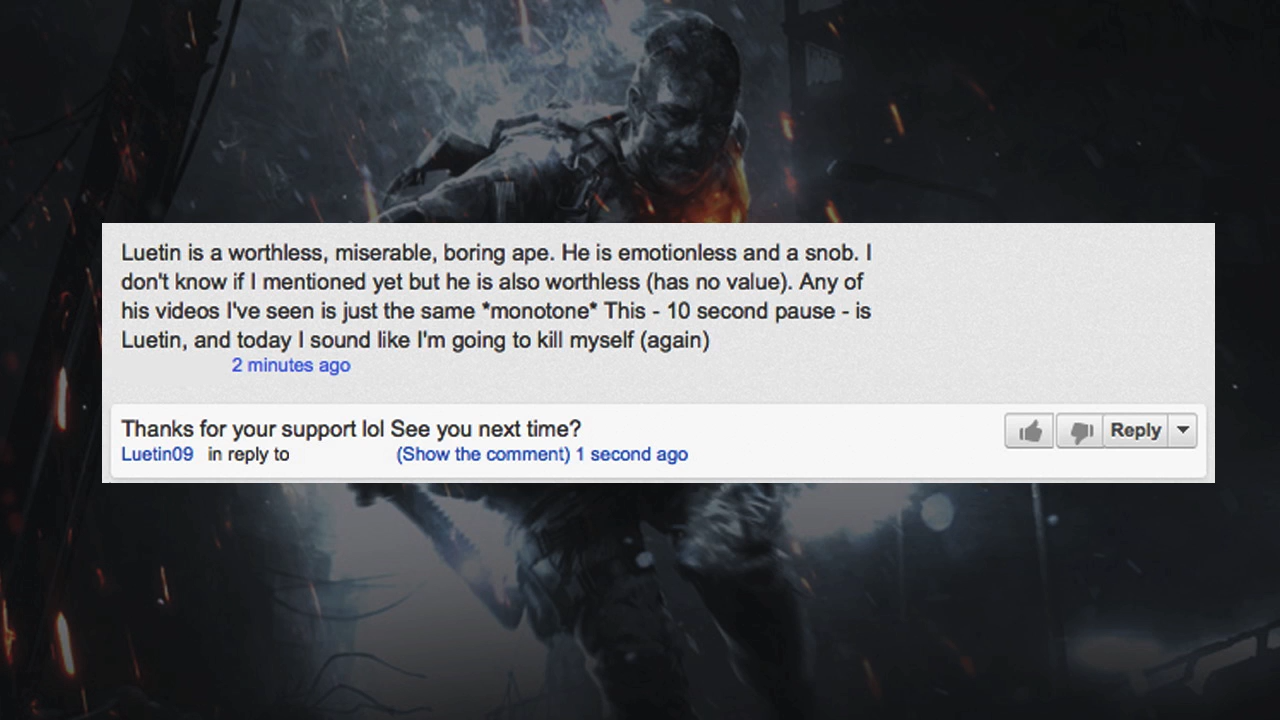 Luetin is a worthless, miserable, boring ape. He is emotionless and a snob. I
don't know if I mentioned yet but he is also worthless (has no value). Any of
his videos I've seen is just the same *monotone* This - 10 second pause - is
Luetin, and today I sound like I'm going to kill myself (again)
2 minutes ago
Thanks for your support lol See you next time?
Reply
Luetin09 in reply to (Show the comment) 1 second ago